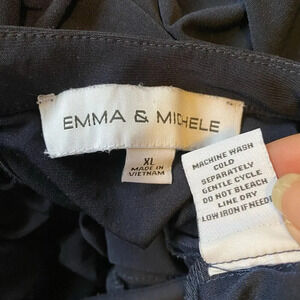 EMMA & MICHELE
XL
MADE IN
VIETNAM
MACHINE WASH
COLD
SEPARATELY
GENTLE CYCLE
DO NOT BLEACH
LINE DRY
LOW IRON IF NEEDE